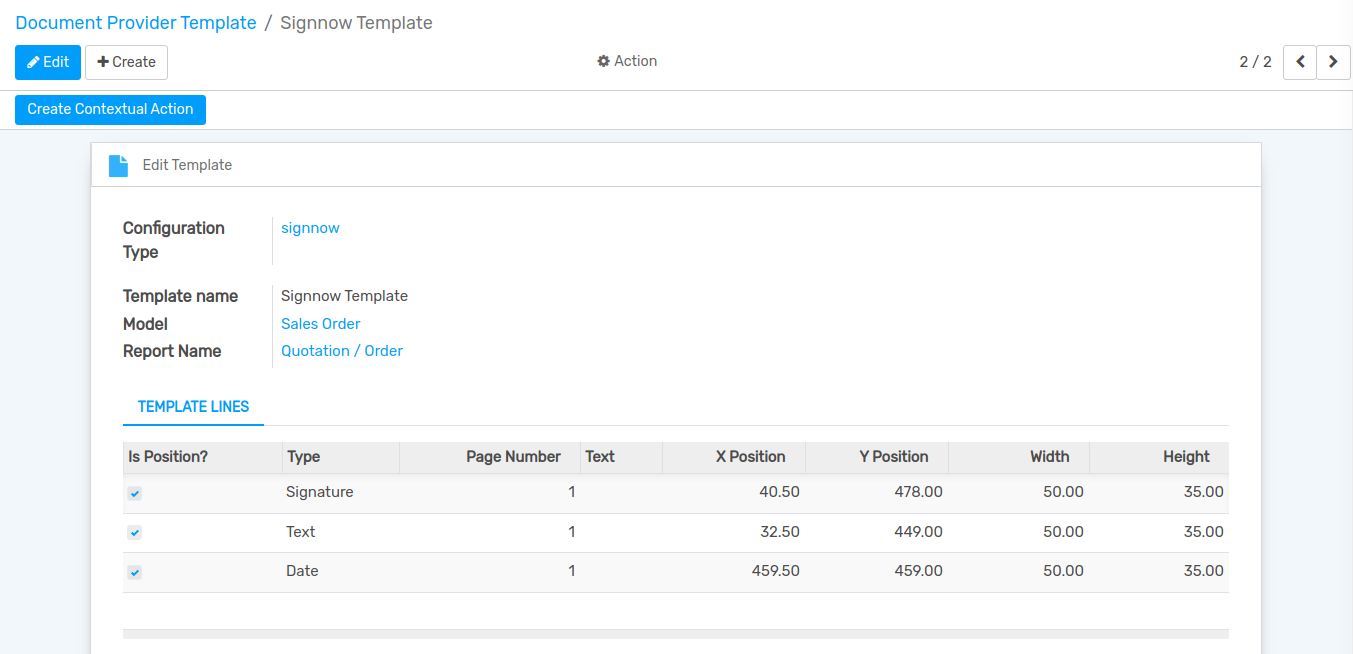 Document Provider Template / Signnow Template
Edit Create Action 2 / 2
Create Contextual Action
Edit Template
Configuration Type signnow
Template name Signnow Template
Model Sales Order
Report Name Quotation / Order
TEMPLATE LINES
Is Position? Type Page Number Text X Position Y Position Width Height
Signature 1 40.50 478.00 50.00 35.00
Text 1 32.50 449.00 50.00 35.00
Date 1 459.50 459.00 50.00 35.00